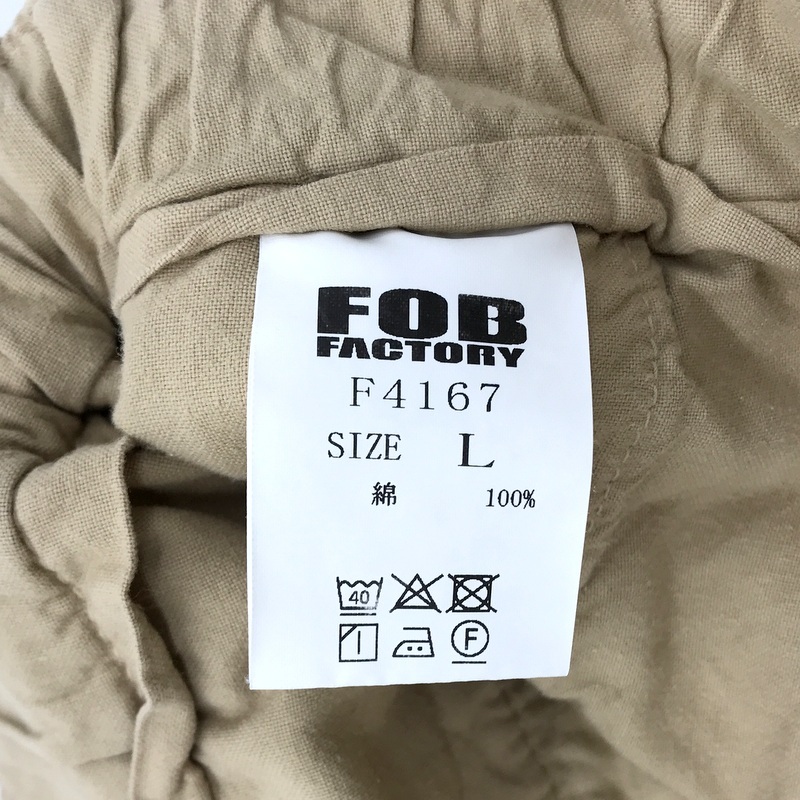 FOB
FACTORY
F4167
SIZE L
綿 100%
40
F